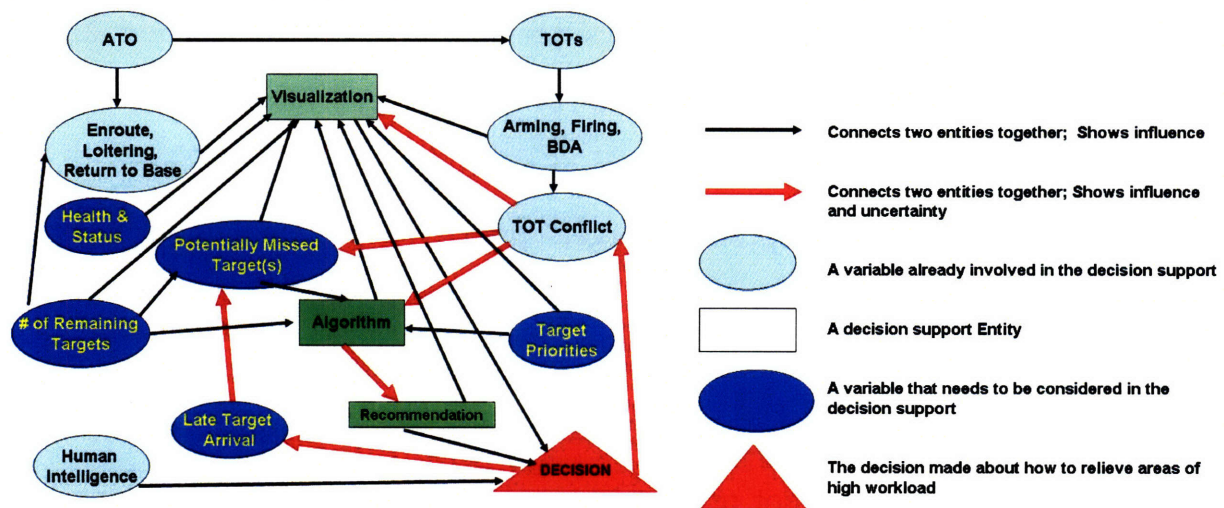 ATO
TOTs
Visualization
Enroute,
Loitering,
Return to Base
Arming, Firing,
BDA
Health &
Status
TOT Conflict
Potentially Missed
Target(s)
# of Remaining
Targets
Algorithm
Target
Priorities
Late Target
Arrival
Recommendation
Human
Intelligence
DECISION
Connects two entities together; Shows influence
Connects two entities together; Shows influence
and uncertainty
A variable already involved in the decision support
A decision support Entity
A variable that needs to be considered in the
decision support
The decision made about how to relieve areas of
high workload